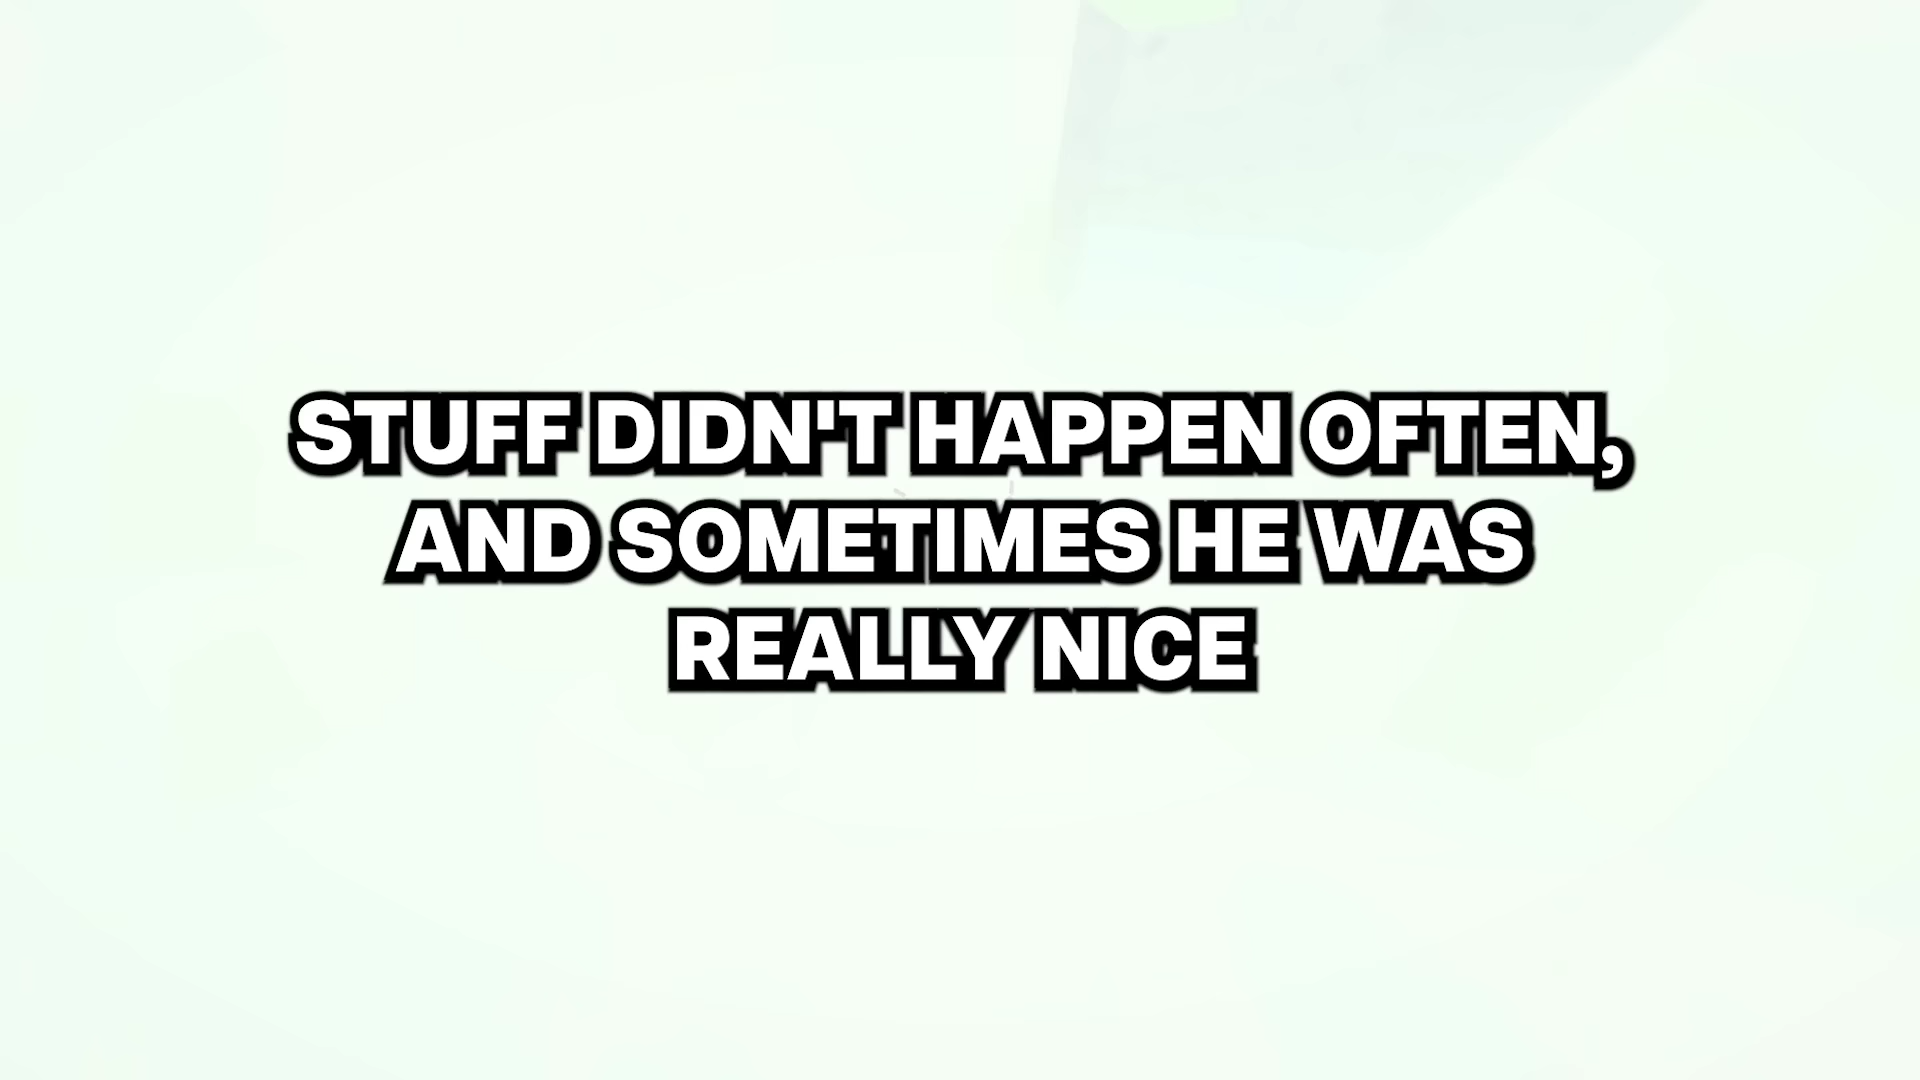 STUFF DIDN'T HAPPEN OFTEN,
AND SOMETIMES HE WAS
REALLY NICE